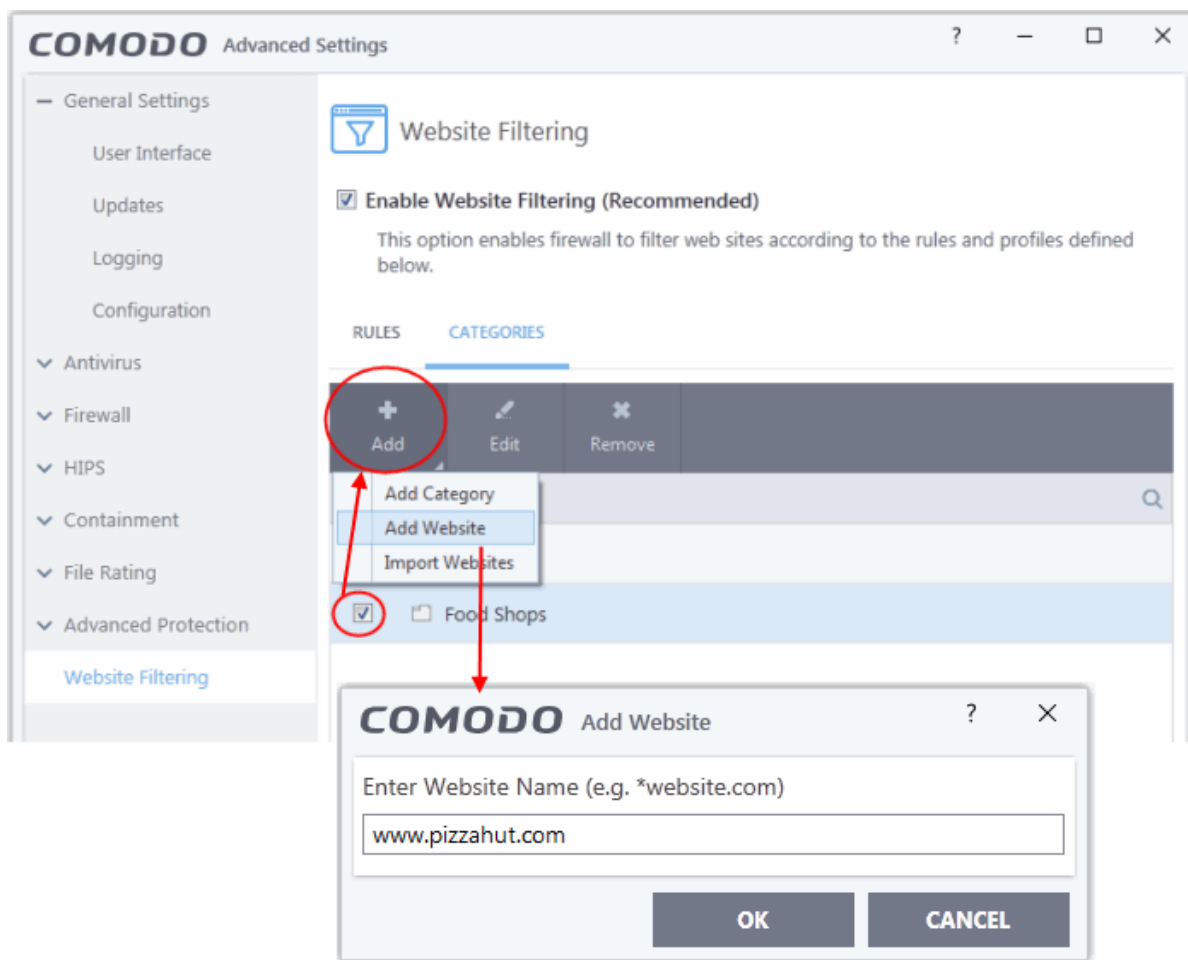 COMODO Advanced Settings ?
General Settings
User Interface
Updates
Logging
Configuration
Antivirus
Firewall
HIPS
Containment
File Rating
Advanced Protection
Website Filtering
Website Filtering
Enable Website Filtering (Recommended)
This option enables firewall to filter web sites according to the rules and profiles defined
below.
RULES CATEGORIES
Add Edit Remove
Add Category
Add Website
Import Websites
Food Shops
COMODO Add Website ?
Enter Website Name (e.g. *website.com)
www.pizzahut.com
OK CANCEL